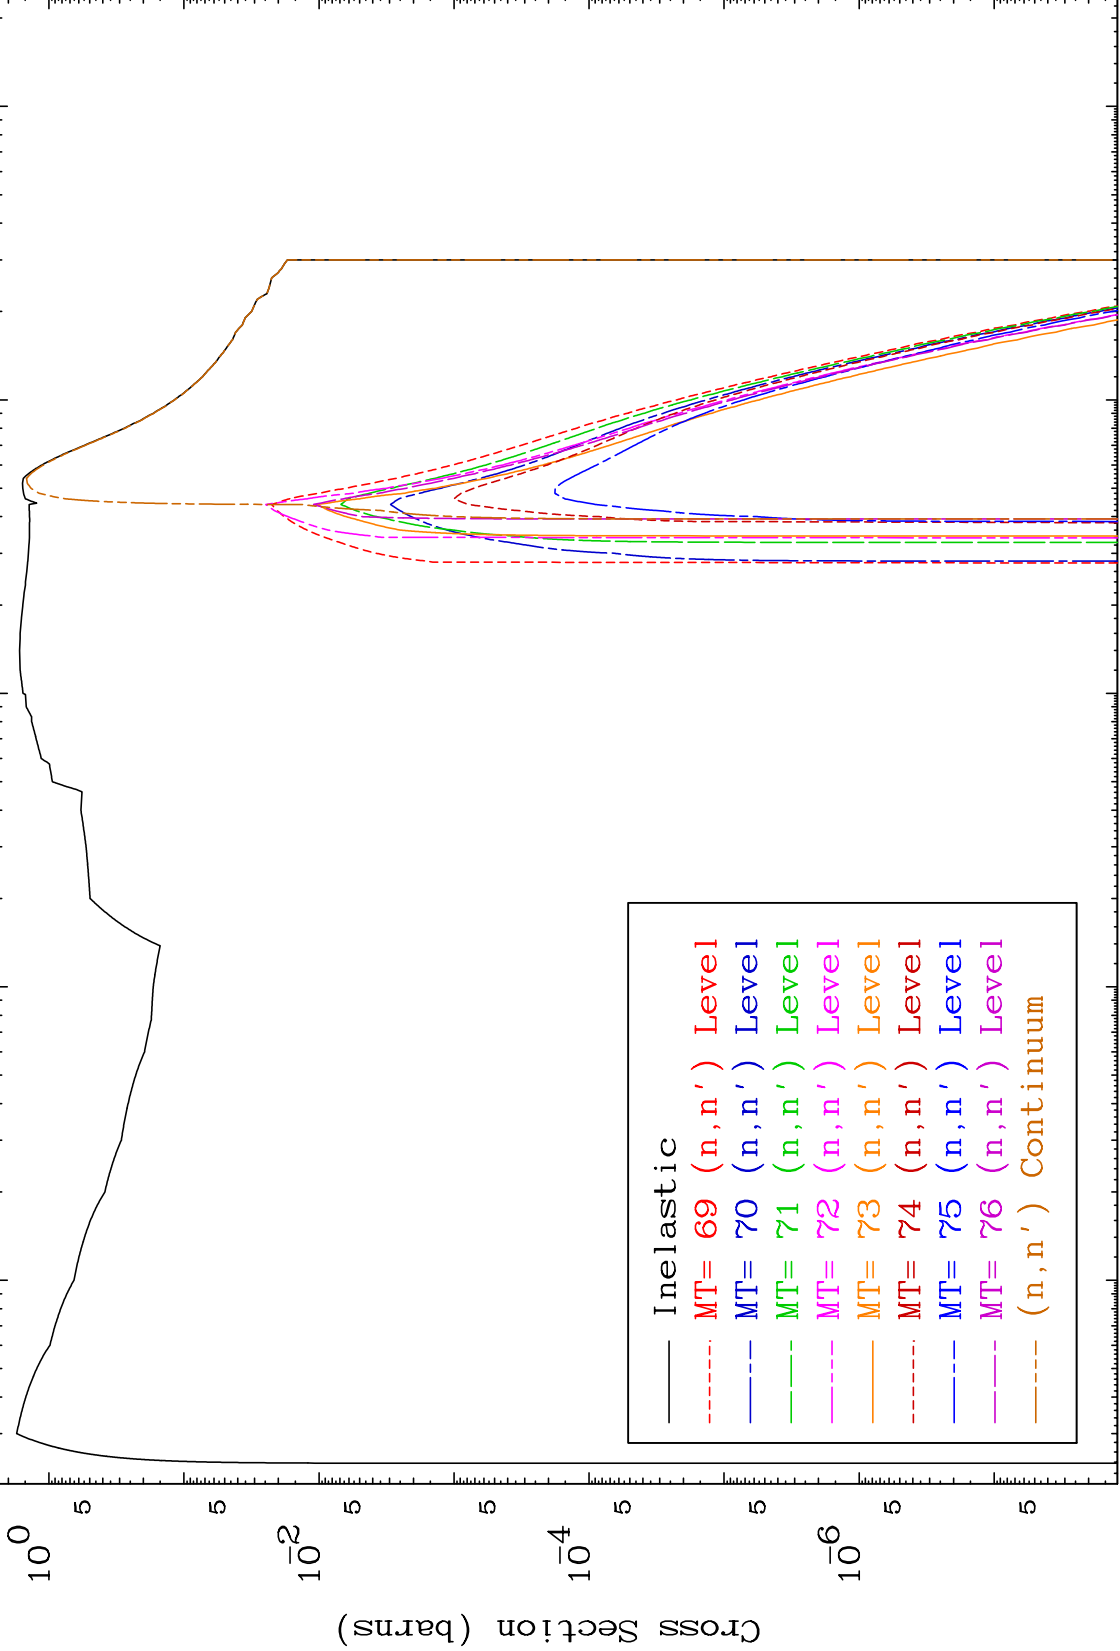 Cross Section (barns)
10^0
5
5
10^-2
5
5
10^-4
5
5
10^-6
5
5
Inelastic
MT= 69 (n,n') Level
MT= 70 (n,n') Level
MT= 71 (n,n') Level
MT= 72 (n,n') Level
MT= 73 (n,n') Level
MT= 74 (n,n') Level
MT= 75 (n,n') Level
MT= 76 (n,n') Level
(n,n') Continuum